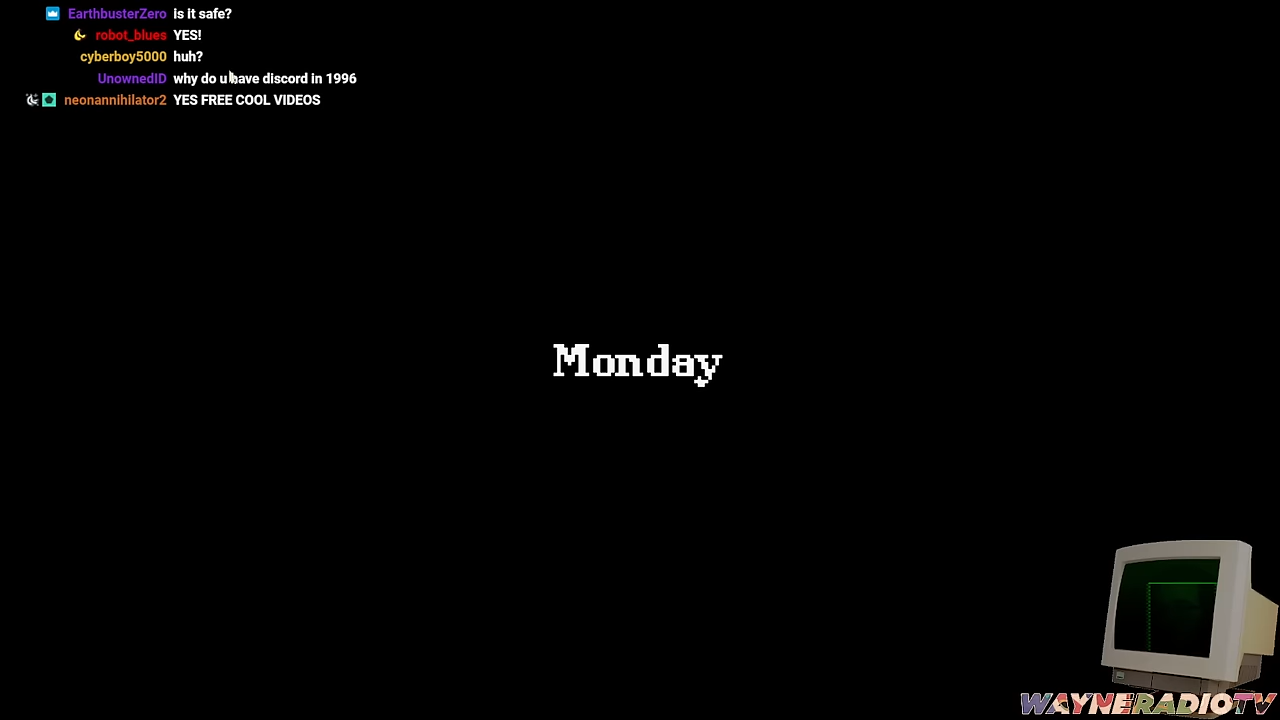 EarthbusterZero is it safe?
robot_blues YES!
cyberboy5000 huh?
UnownedID why do u have discord in 1996
neonannihilator2 YES FREE COOL VIDEOS
Monday
WAYNERADIOTV